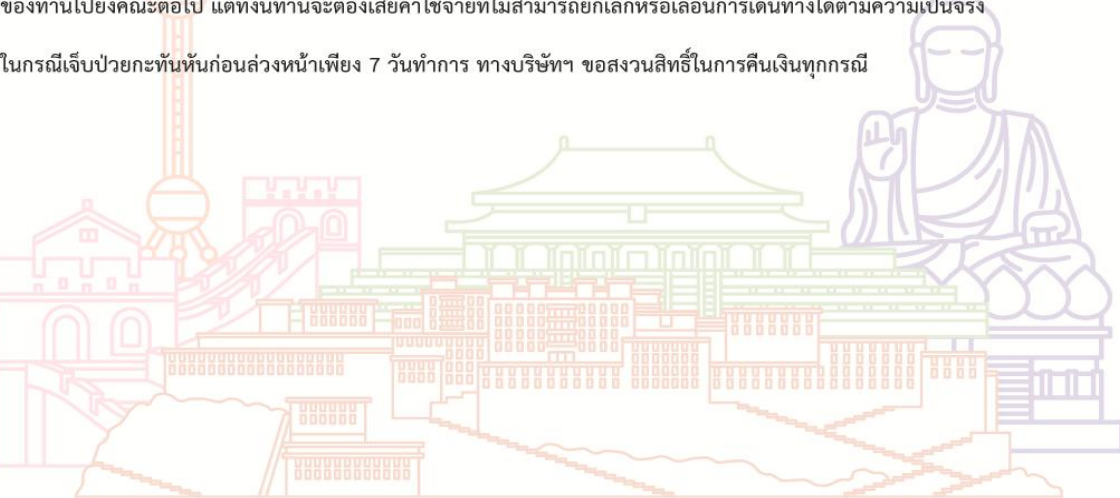 ของท่านไปยังคณะต่อไป แต่ทั้งนี้ท่านจะต้องเสียค่าใช้จ่ายที่ไม่สามารถยกเลิกหรือเลื่อนการเดินทางได้ตามความเป็นจริง
ในกรณีเจ็บป่วยกะทันหันก่อนล่วงหน้าเพียง 7 วันทำการ ทางบริษัทฯ ขอสงวนสิทธิ์ในการคืนเงินทุกกรณี